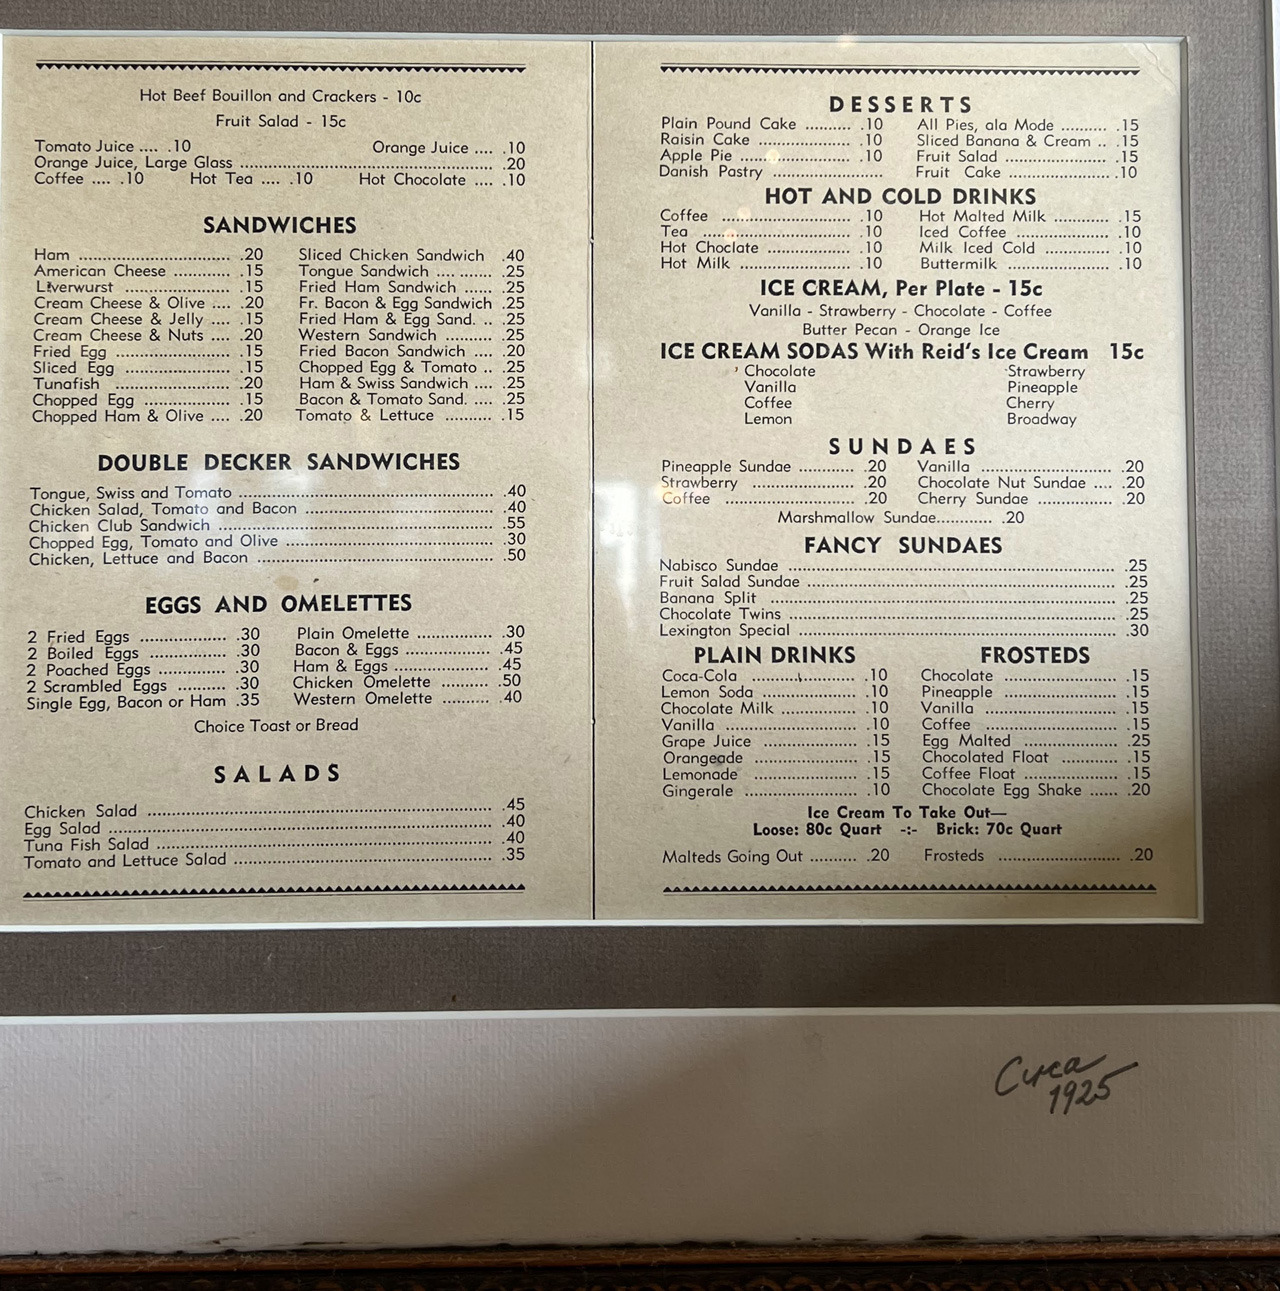 Hot Beef Bouillon and Crackers - 10c
Fruit Salad - 15c
Tomato Juice .... .10 Orange Juice .... .10
Orange Juice, Large Glass .......... .20
Coffee .... .10 Hot Tea .... .10 Hot Chocolate .... .10
SANDWICHES
Ham .......... .20
American Cheese .......... .15
Liverwurst .......... .15
Cream Cheese & Olive .... .20
Cream Cheese & Jelly .... .15
Cream Cheese & Nuts .... .20
Fried Egg .......... .15
Sliced Egg .......... .15
Tunafish .......... .20
Chopped Egg .......... .15
Chopped Ham & Olive .... .20
Sliced Chicken Sandwich .40
Tongue Sandwich .... ....... .25
Fried Ham Sandwich ...... .25
Fr. Bacon & Egg Sandwich .25
Fried Ham & Egg Sand. .. .25
Western Sandwich .......... .25
Fried Bacon Sandwich .... .20
Chopped Egg & Tomato .. .25
Ham & Swiss Sandwich .... .25
Bacon & Tomato Sand. .... .25
Tomato & Lettuce .......... .15
DOUBLE DECKER SANDWICHES
Tongue, Swiss and Tomato .......... .40
Chicken Salad, Tomato and Bacon .......... .40
Chicken Club Sandwich .......... .55
Chopped Egg, Tomato and Olive .......... .30
Chicken, Lettuce and Bacon .......... .50
EGGS AND OMELETTES
2 Fried Eggs .......... .30
2 Boiled Eggs .......... .30
2 Poached Eggs .......... .30
2 Scrambled Eggs .......... .30
Single Egg, Bacon or Ham .35
Plain Omelette .......... .30
Bacon & Eggs .......... .45
Ham & Eggs .......... .45
Chicken Omelette .......... .50
Western Omelette .......... .40
Choice Toast or Bread
SALADS
Chicken Salad .......... .45
Egg Salad .......... .40
Tuna Fish Salad .......... .40
Tomato and Lettuce Salad .......... .35
DESSERTS
Plain Pound Cake .......... .10
Raisin Cake .......... .10
Apple Pie .......... .10
Danish Pastry ..........
All Pies, ala Mode .......... .15
Sliced Banana & Cream .. .15
Fruit Salad .......... .15
Fruit Cake .......... .10
HOT AND COLD DRINKS
Coffee .......... .10
Tea .......... .10
Hot Choclate .......... .10
Hot Milk .......... .10
Hot Malted Milk .......... .15
Iced Coffee .......... .10
Milk Iced Cold .......... .10
Buttermilk .......... .10
ICE CREAM, Per Plate - 15c
Vanilla - Strawberry - Chocolate - Coffee
Butter Pecan - Orange Ice
ICE CREAM SODAS With Reid's Ice Cream 15c
Chocolate
Vanilla
Coffee
Lemon
Strawberry
Pineapple
Cherry
Broadway
SUNDAES
Pineapple Sundae .......... .20
Strawberry .......... .20
Coffee .......... .20
Vanilla .......... .20
Chocolate Nut Sundae .... .20
Cherry Sundae .......... .20
Marshmallow Sundae.......... .20
FANCY SUNDAES
Nabisco Sundae .......... .25
Fruit Salad Sundae .......... .25
Banana Split .......... .25
Chocolate Twins .......... .25
Lexington Special .......... .30
PLAIN DRINKS
Coca-Cola .......... .10
Lemon Soda .......... .10
Chocolate Milk .......... .10
Vanilla .......... .10
Grape Juice .......... .15
Orangeade .......... .15
Lemonade .......... .15
Gingerale .......... .10
FROSTEDS
Chocolate .......... .15
Pineapple .......... .15
Vanilla .......... .15
Coffee .......... .15
Egg Malted .......... .25
Chocolated Float .......... .15
Coffee Float .......... .15
Chocolate Egg Shake ...... .20
Ice Cream To Take Out—
Loose: 80c Quart -:- Brick: 70c Quart
Malteds Going Out .......... .20 Frosteds .......... .20
Circa
1925